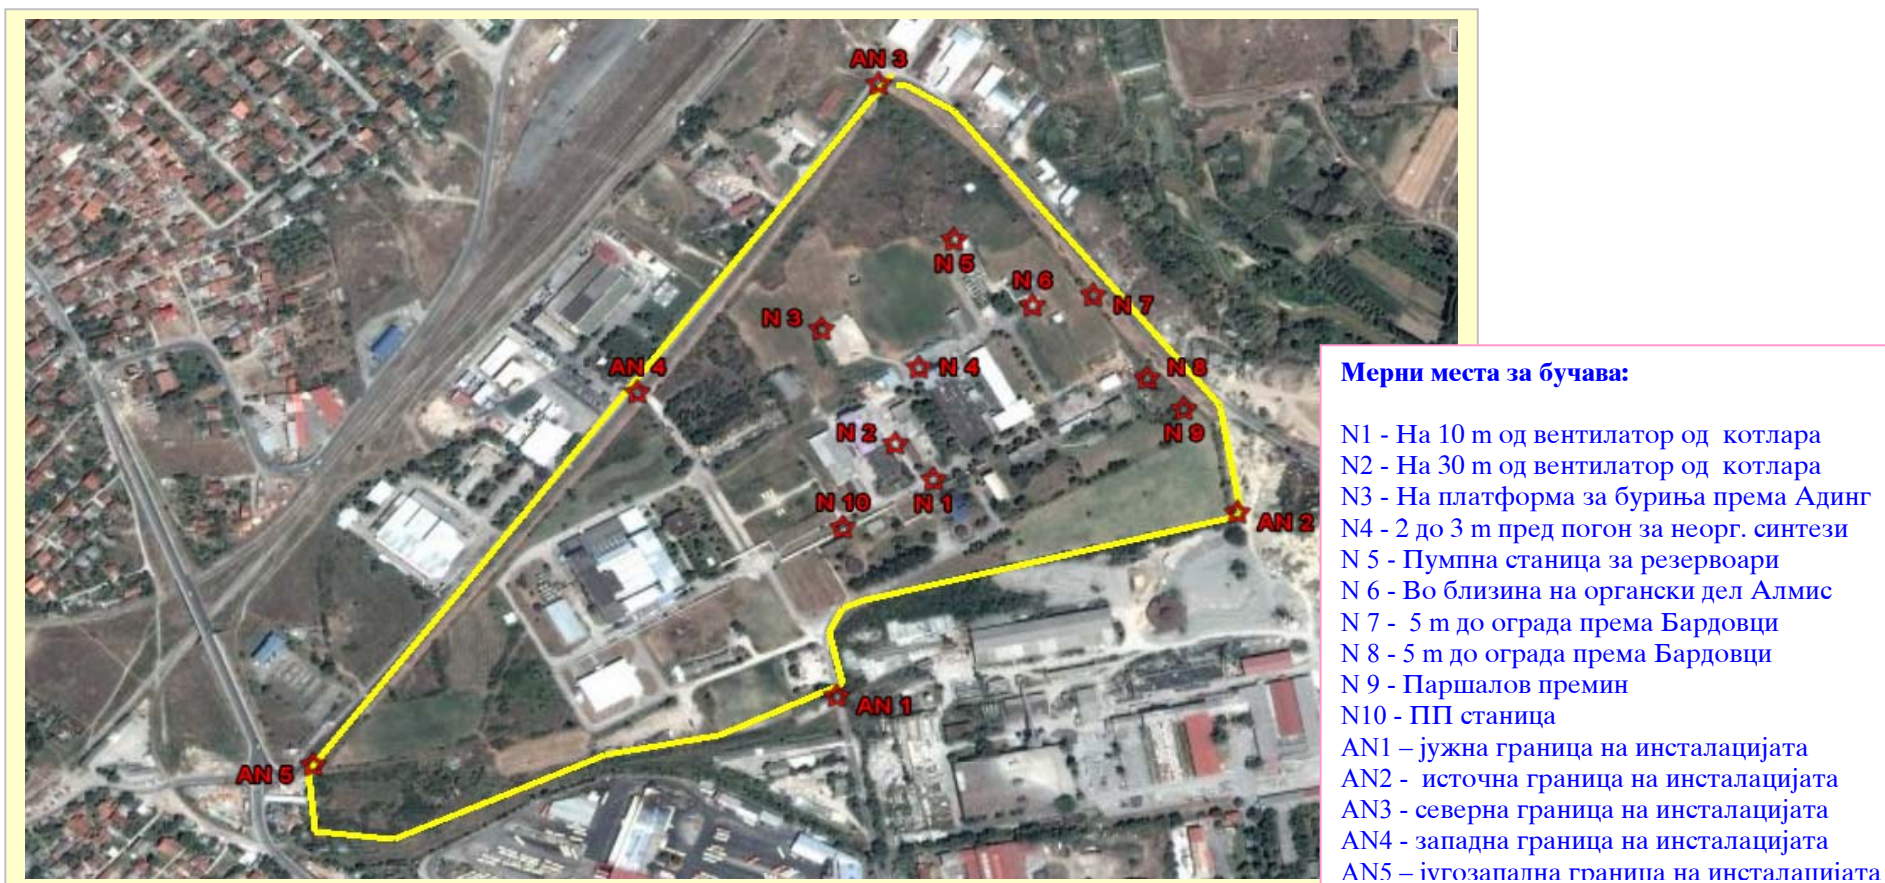 AN 3
N 5
N 6
N 7
N 3
AN 4
N 4
N 8
N 2
N 9
N 1
N 10
AN 2
AN 1
AN 5
Мерни места за бучава:
N1 - На 10 m од вентилатор од котлара
N2 - На 30 m од вентилатор од котлара
N3 - На платформа за буриња према Адинг
N4 - 2 до 3 m пред погон за неорг. синтези
N 5 - Пумпна станица за резервоари
N 6 - Во близина на органски дел Алмис
N 7 - 5 m до ограда према Бардовци
N 8 - 5 m до ограда према Бардовци
N 9 - Паршалов премин
N10 - ПП станица
AN1 – јужна граница на инсталацијата
AN2 - источна граница на инсталацијата
AN3 - северна граница на инсталацијата
AN4 - западна граница на инсталацијата
AN5 – југозападна граница на инсталацијата